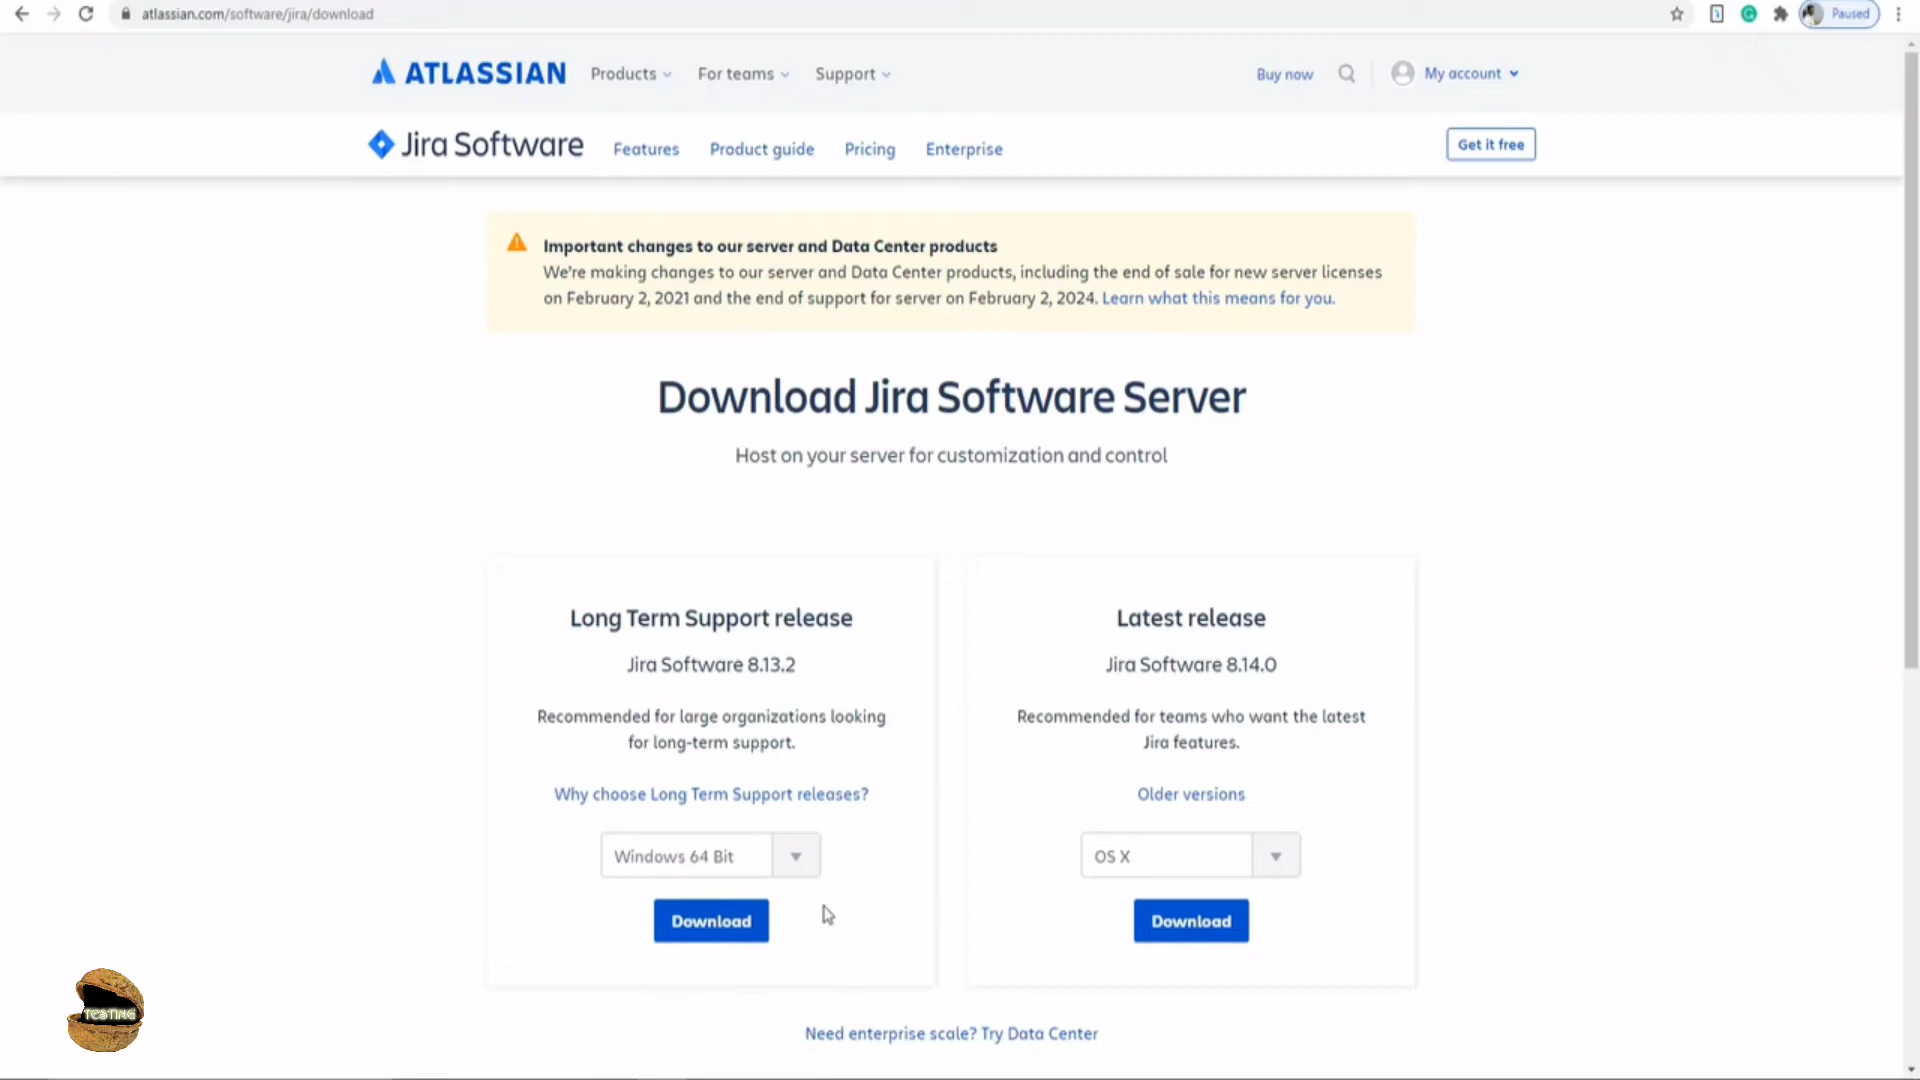 atlassian.com/software/jira/download
Paused
ATLASSIAN
Products
For teams
Support
Buy now
My account
Jira Software
Features
Product guide
Pricing
Enterprise
Get it free
Important changes to our server and Data Center products
We're making changes to our server and Data Center products, including the end of sale for new server licenses
on February 2, 2021 and the end of support for server on February 2, 2024. Learn what this means for you.
Download Jira Software Server
Host on your server for customization and control
Long Term Support release
Jira Software 8.13.2
Recommended for large organizations looking
for long-term support.
Why choose Long Term Support releases?
Windows 64 Bit
Download
Latest release
Jira Software 8.14.0
Recommended for teams who want the latest
Jira features.
Older versions
OS X
Download
TESTING
Need enterprise scale? Try Data Center